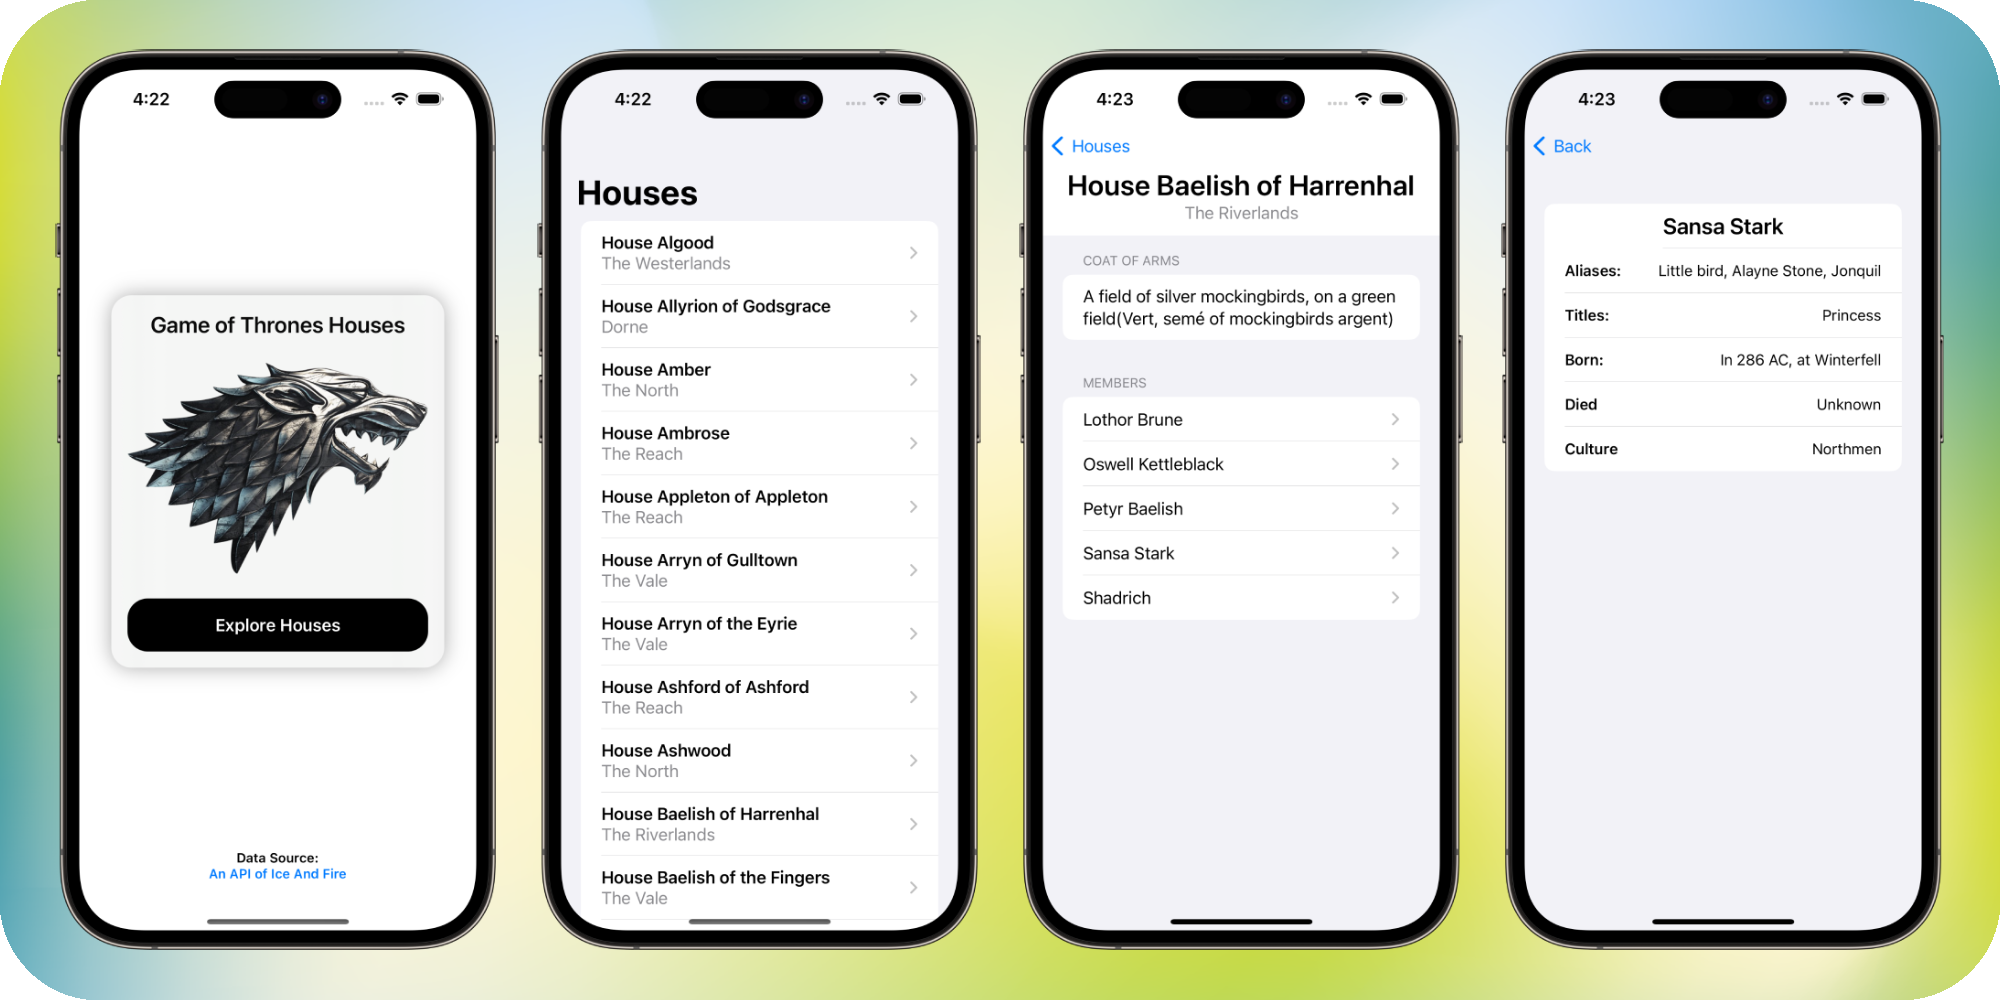 4:22
Game of Thrones Houses
Explore Houses
Data Source:
An API of Ice And Fire
4:22
Houses
House Algood
The Westerlands
House Allyrion of Godsgrace
Dorne
House Amber
The North
House Ambrose
The Reach
House Appleton of Appleton
The Reach
House Arryn of Gulltown
The Vale
House Arryn of the Eyrie
The Vale
House Ashford of Ashford
The Reach
House Ashwood
The North
House Baelish of Harrenhal
The Riverlands
House Baelish of the Fingers
The Vale
4:23
Houses
House Baelish of Harrenhal
The Riverlands
COAT OF ARMS
A field of silver mockingbirds, on a green
field(Vert, semé of mockingbirds argent)
MEMBERS
Lothor Brune
Oswell Kettleblack
Petyr Baelish
Sansa Stark
Shadrich
4:23
Back
Sansa Stark
Aliases: Little bird, Alayne Stone, Jonquil
Titles: Princess
Born: In 286 AC, at Winterfell
Died Unknown
Culture Northmen